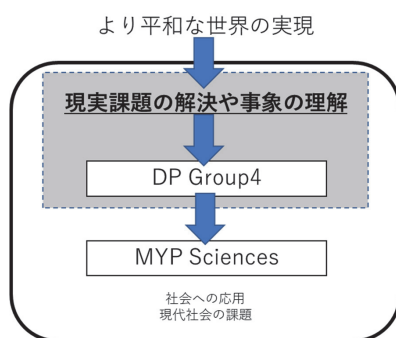 より平和な世界の実現
現実課題の解決や事象の理解
DP Group4
MYP Sciences
社会への応用
現代社会の課題